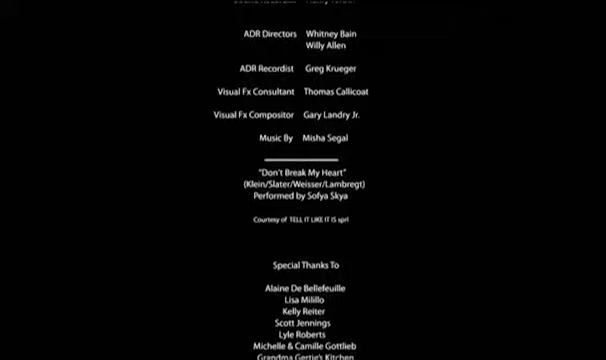 ADR Directors Whitney Bain
Willy Allen
ADR Recordist Greg Krueger
Visual Fx Consultant Thomas Callicoat
Visual Fx Compositor Gary Landry Jr.
Music By Misha Segal
"Don't Break My Heart"
(Klein/Slater/Weisser/Lambregt)
Performed by Sofya Skya
Courtesy of TELL IT LIKE IT IS sprl
Special Thanks To
Alaine De Bellefeuille
Lisa Milillo
Kelly Reiter
Scott Jennings
Lyle Roberts
Michelle & Camille Gottlieb
Grandma Gertie's Kitchen